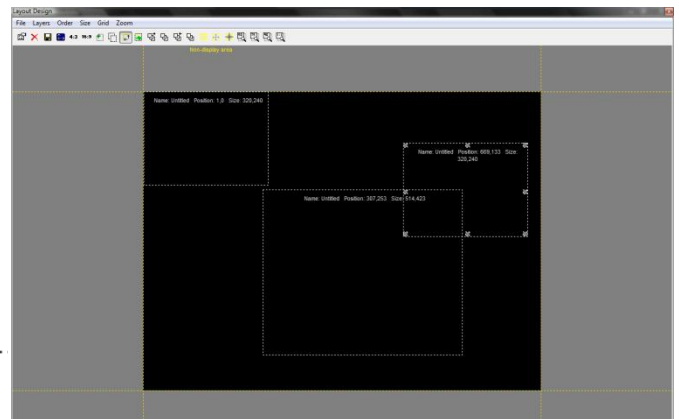 Layout Design
File Layers Order Size Grid Zoom
4:3 16:9
Non-display area
Name: Untitled Position: 1,0 Size: 320,240
Name: Untitled Position: 669,133 Size:
320,240
Name: Untitled Position: 307,253 Size: 514,423